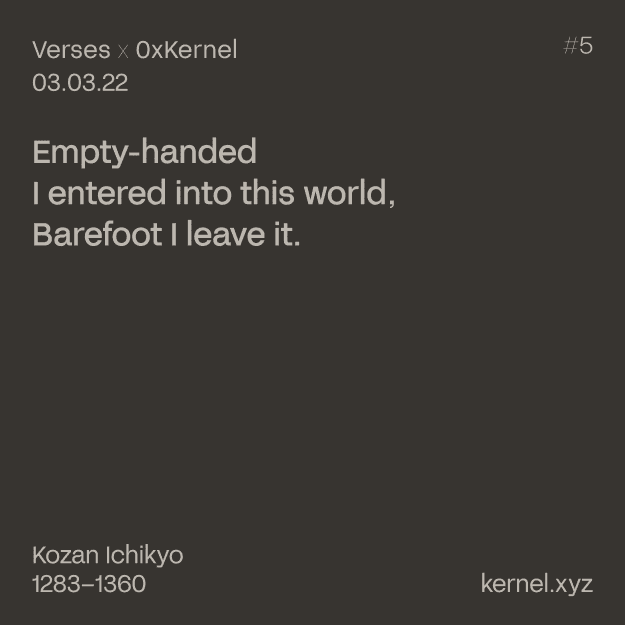 Verses x 0xKernel
#5
03.03.22
Empty-handed
I entered into this world,
Barefoot I leave it.
Kozan Ichikyo
1283–1360
kernel.xyz